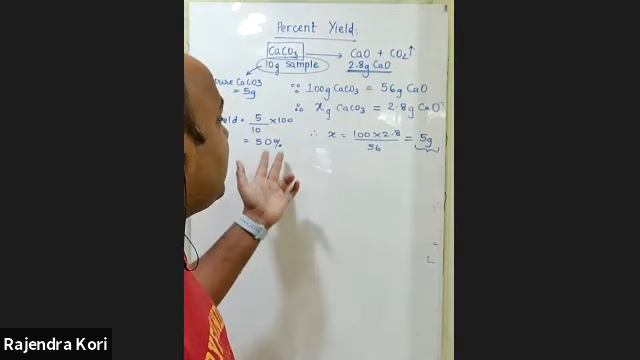 Percent Yield:
CaCO₃ → CaO + CO₂↑
10g sample 2.8g CaO
pure CaCO₃
= 5g
∵ 100g CaCO₃ = 56g CaO
∴ xg CaCO₃ = 2.8g CaO
= 5/10 × 100
= 50%
∴ x = 100 × 2.8 / 56 = 5g
Rajendra Kori